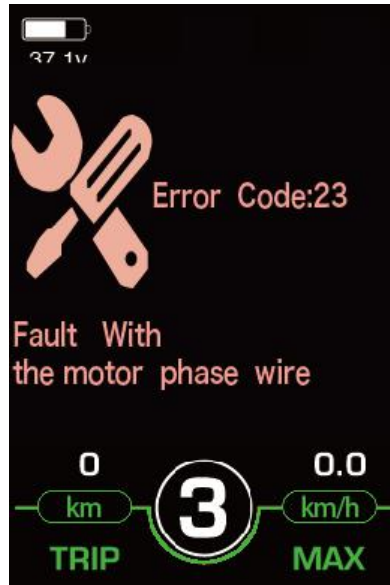 37.1v
Error Code:23
Fault With
the motor phase wire
0 0.0
km 3 km/h
TRIP MAX